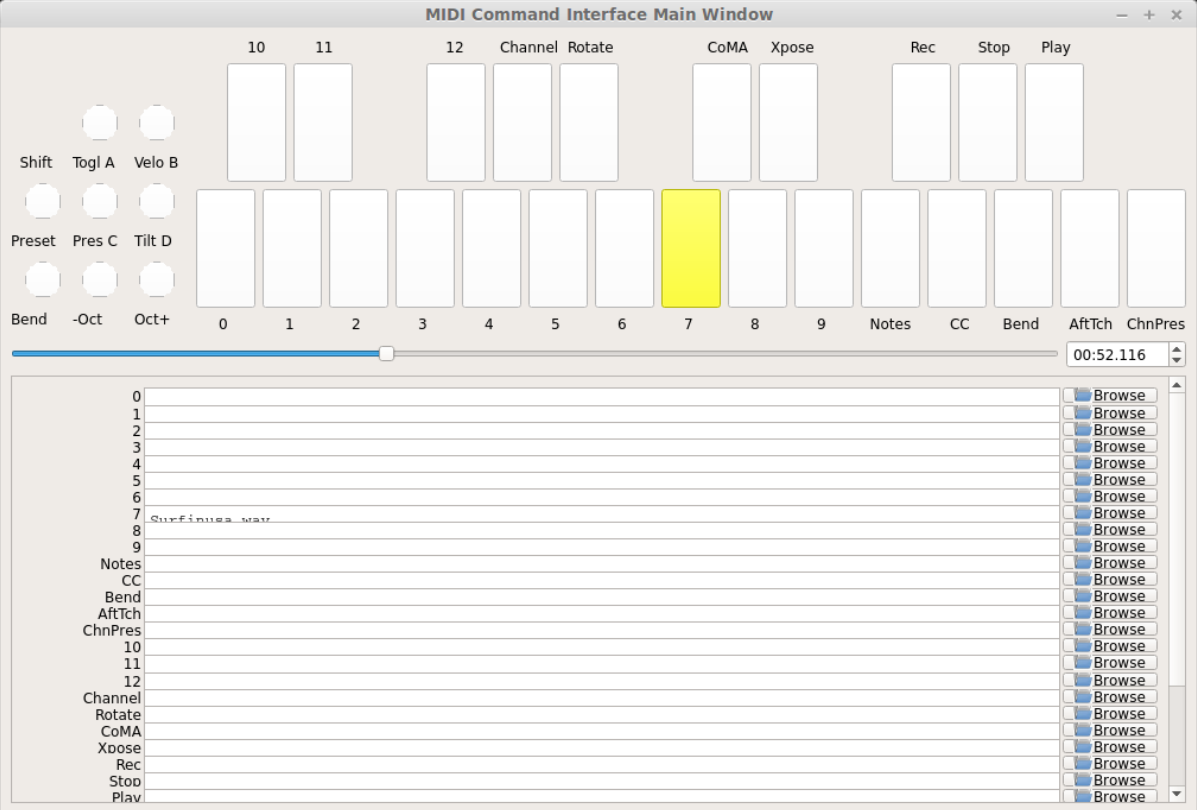 MIDI Command Interface Main Window
10 11 12 Channel Rotate CoMA Xpose Rec Stop Play
Shift Togl A Velo B
Preset Pres C Tilt D
Bend -Oct Oct+
0 1 2 3 4 5 6 7 8 9 Notes CC Bend AftTch ChnPres
00:52.116
0 Browse
1 Browse
2 Browse
3 Browse
4 Browse
5 Browse
6 Browse
7 Surfinusa.wav Browse
8 Browse
9 Browse
Notes Browse
CC Browse
Bend Browse
AftTch Browse
ChnPres Browse
10 Browse
11 Browse
12 Browse
Channel Browse
Rotate Browse
CoMA Browse
Xpose Browse
Rec Browse
Stop Browse
Play Browse